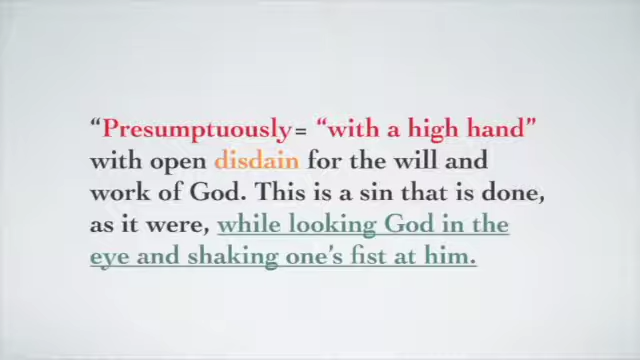 “Presumptuously= “with a high hand”
with open disdain for the will and
work of God. This is a sin that is done,
as it were, while looking God in the
eye and shaking one’s fist at him.